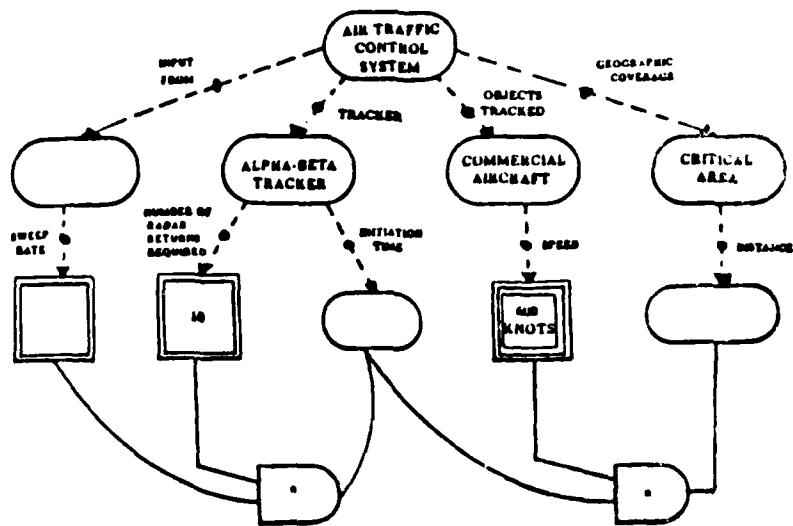 AIR TRAFFIC
CONTROL
SYSTEM
INPUT
FROM
TRACKER
OBJECTS
TRACKED
GEOGRAPHIC
COVERAGE
ALPHA-BETA
TRACKER
COMMERCIAL
AIRCRAFT
CRITICAL
AREA
SWEEP
RATE
NUMBER OF
RADAR
RETURNS
REQUIRED
INITIATION
TIME
SPEED
DISTANCE
10
KNOTS